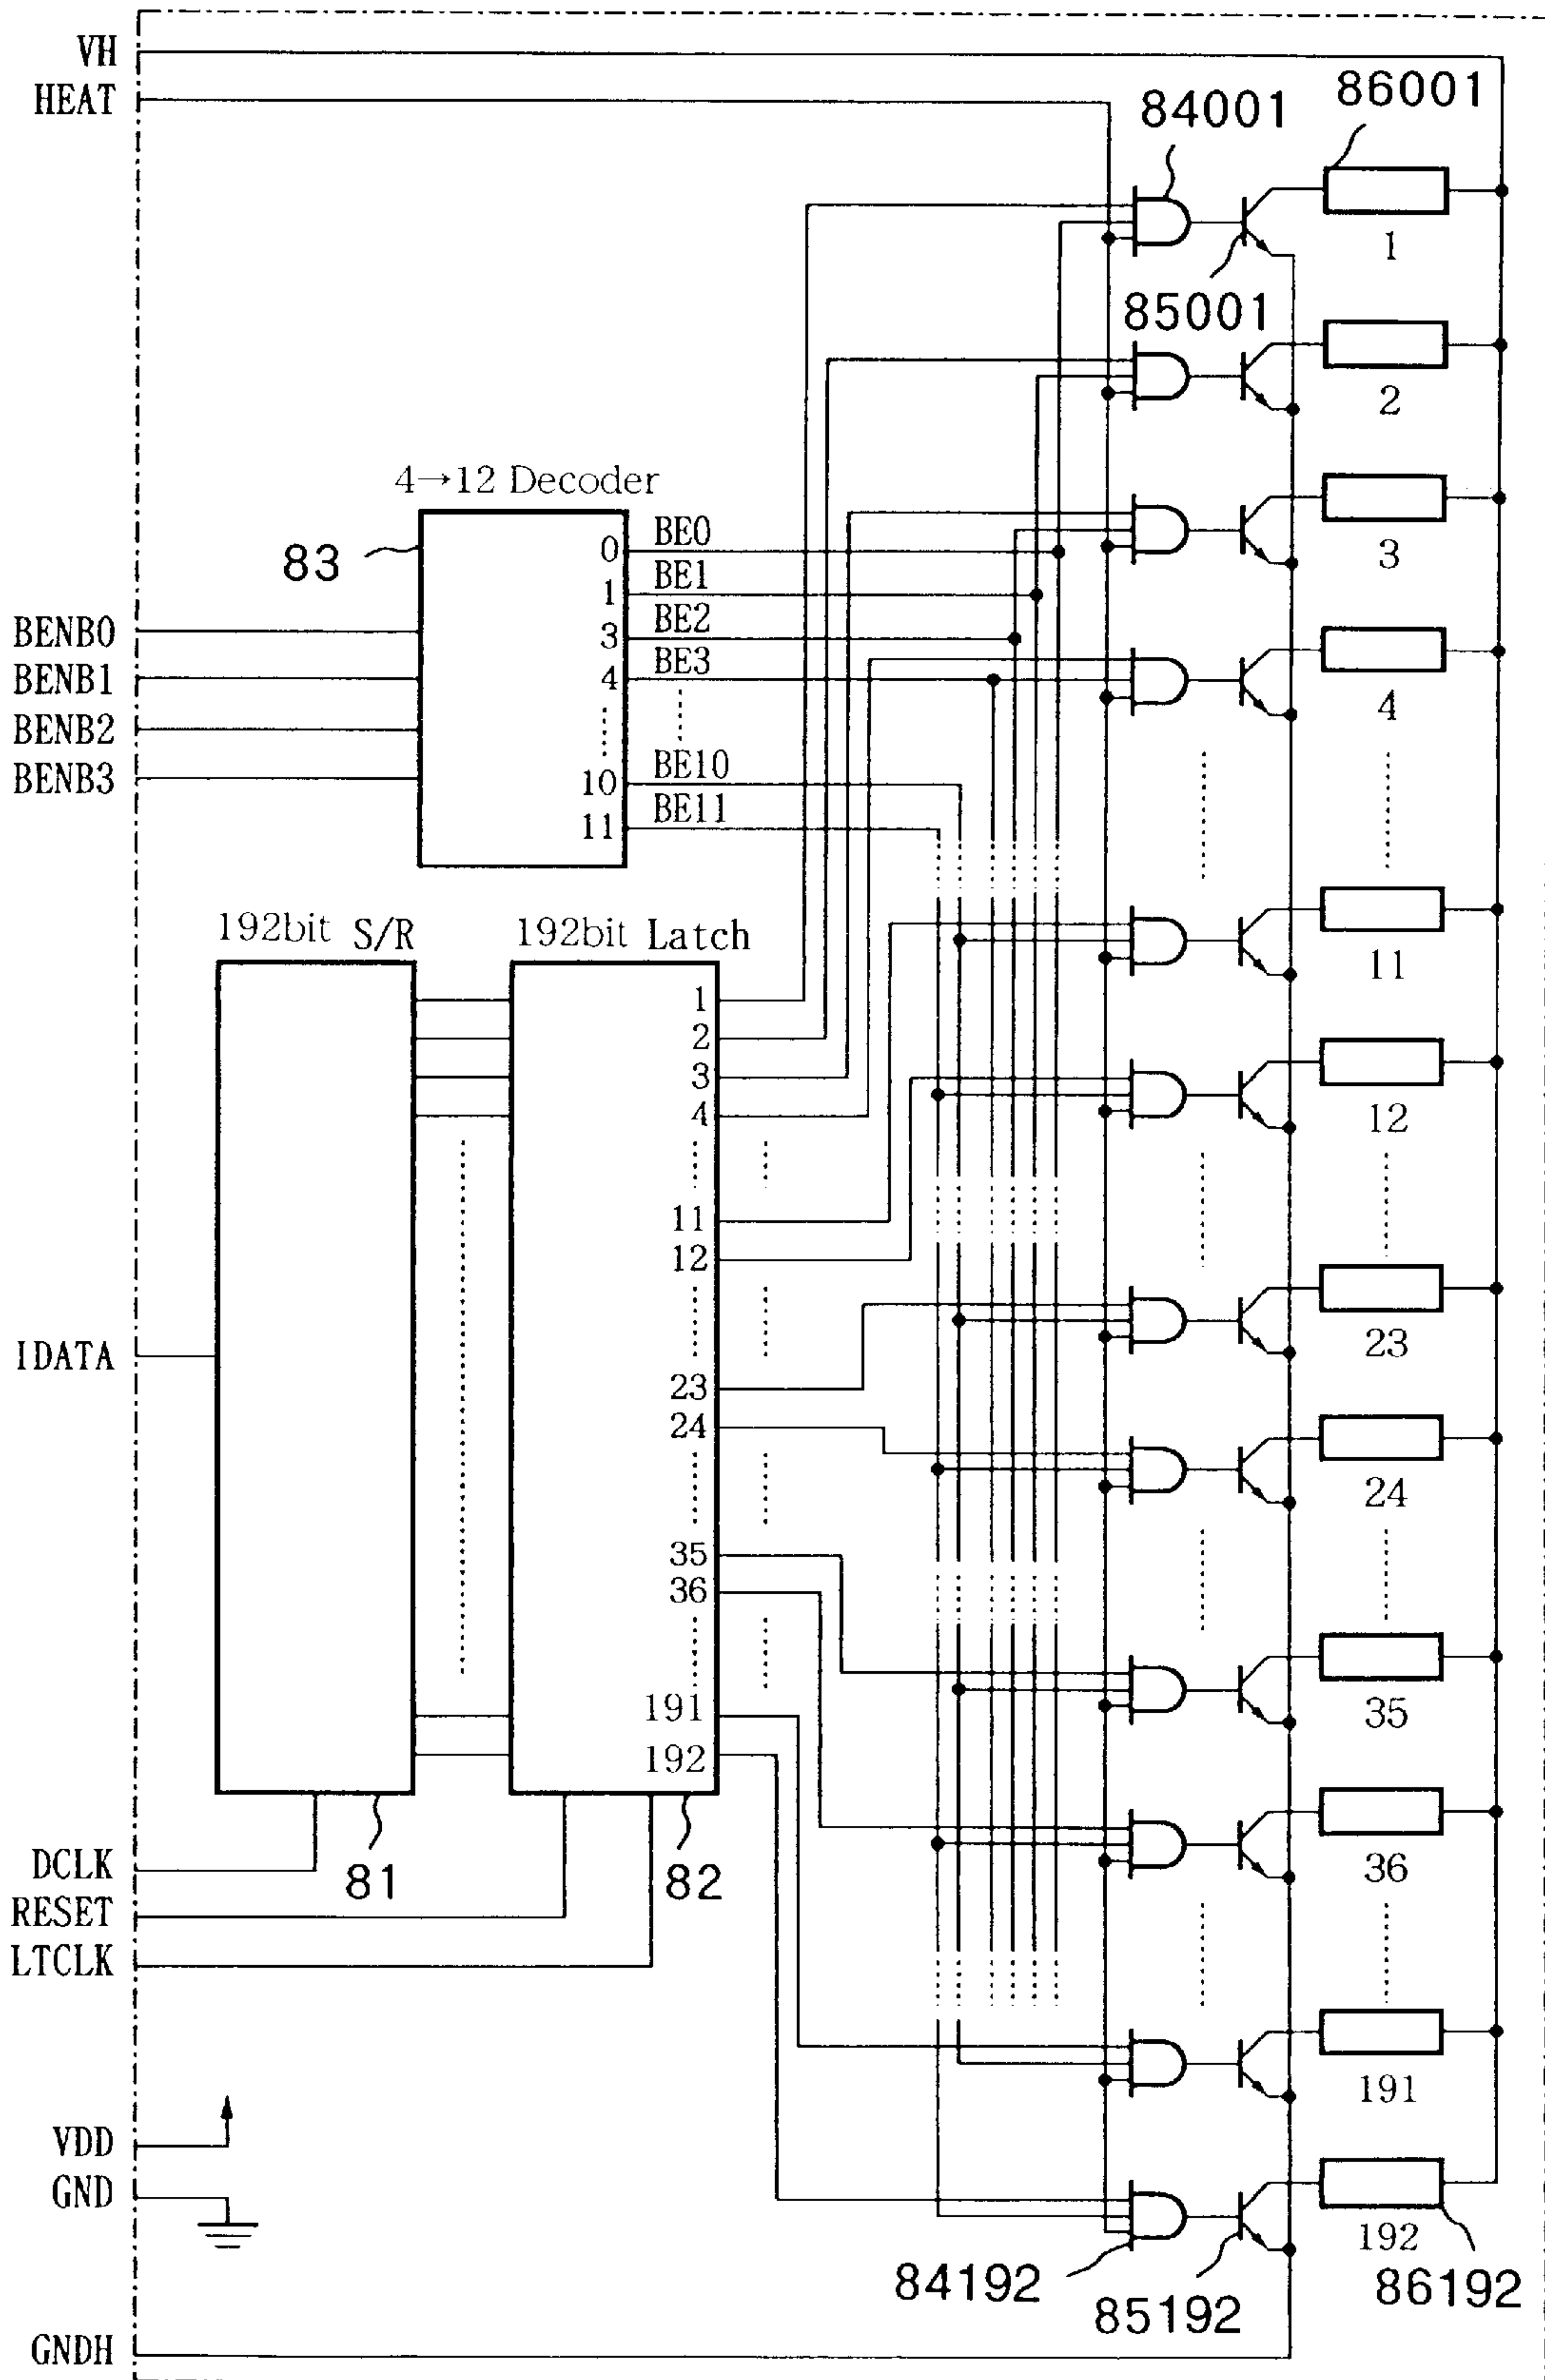 VH
HEAT
84001
86001
1
85001
2
4→12 Decoder
83
0
BE0
1
BE1
3
BE2
4
BE3
10
BE10
11
BE11
3
4
BENB0
BENB1
BENB2
BENB3
11
192bit S/R
192bit Latch
1
2
3
4
12
11
12
23
IDATA
23
24
24
35
36
35
191
192
36
DCLK
81
82
RESET
LTCLK
191
VDD
GND
192
84192
85192
86192
GNDH